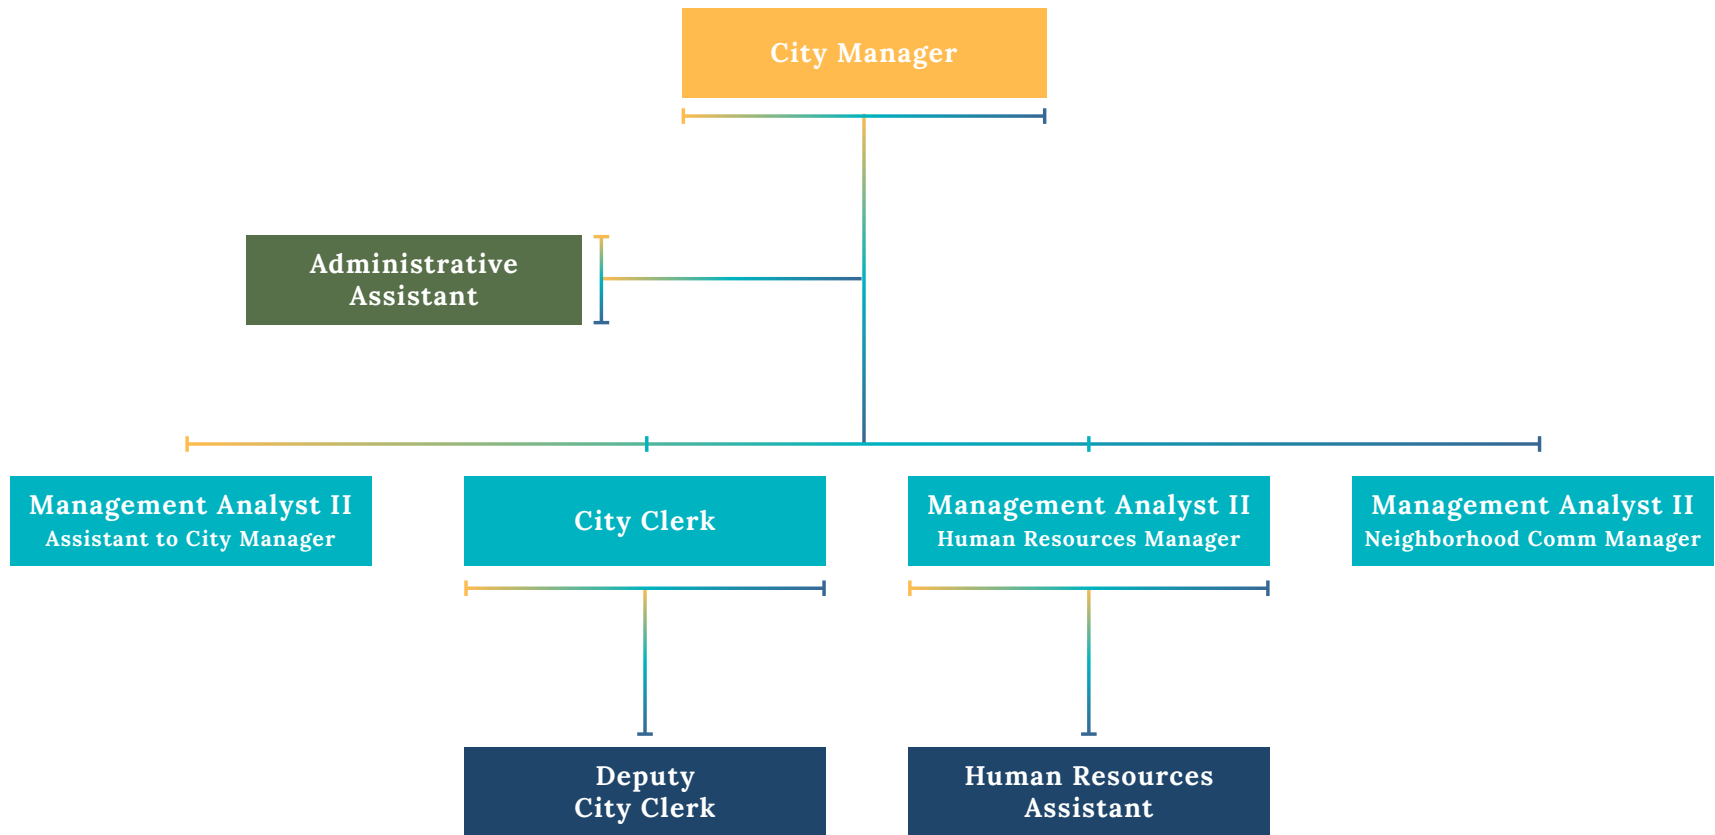 City Manager
Administrative
Assistant
Management Analyst II
Assistant to City Manager
City Clerk
Management Analyst II
Human Resources Manager
Management Analyst II
Neighborhood Comm Manager
Deputy
City Clerk
Human Resources
Assistant